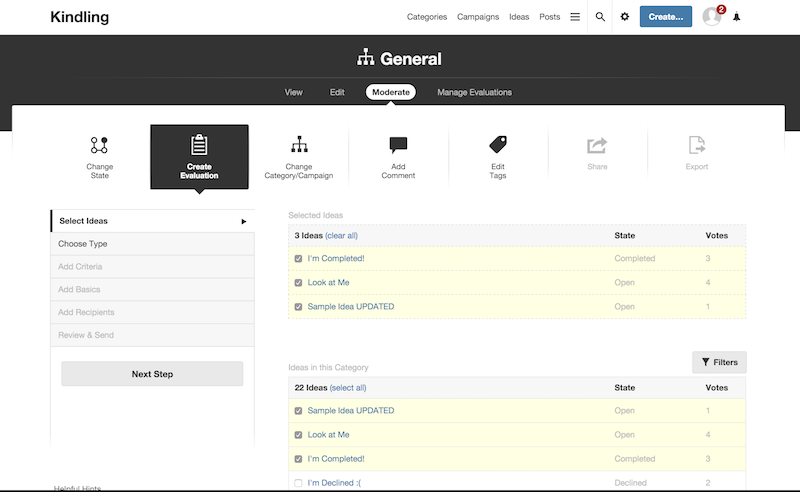 Kindling
Categories Campaigns Ideas Posts Create... 2
General
View Edit Moderate Manage Evaluations
Change State
Create Evaluation
Change Category/Campaign
Add Comment
Edit Tags
Share
Export
Select Ideas
Choose Type
Add Criteria
Add Basics
Add Recipients
Review & Send
Next Step
Helpful Hints
Selected Ideas
3 Ideas (clear all) State Votes
I'm Completed! Completed 3
Look at Me Open 4
Sample Idea UPDATED Open 1
Ideas in this Category Filters
22 Ideas (select all) State Votes
Sample Idea UPDATED Open 1
Look at Me Open 4
I'm Completed! Completed 3
I'm Declined :( Declined 2